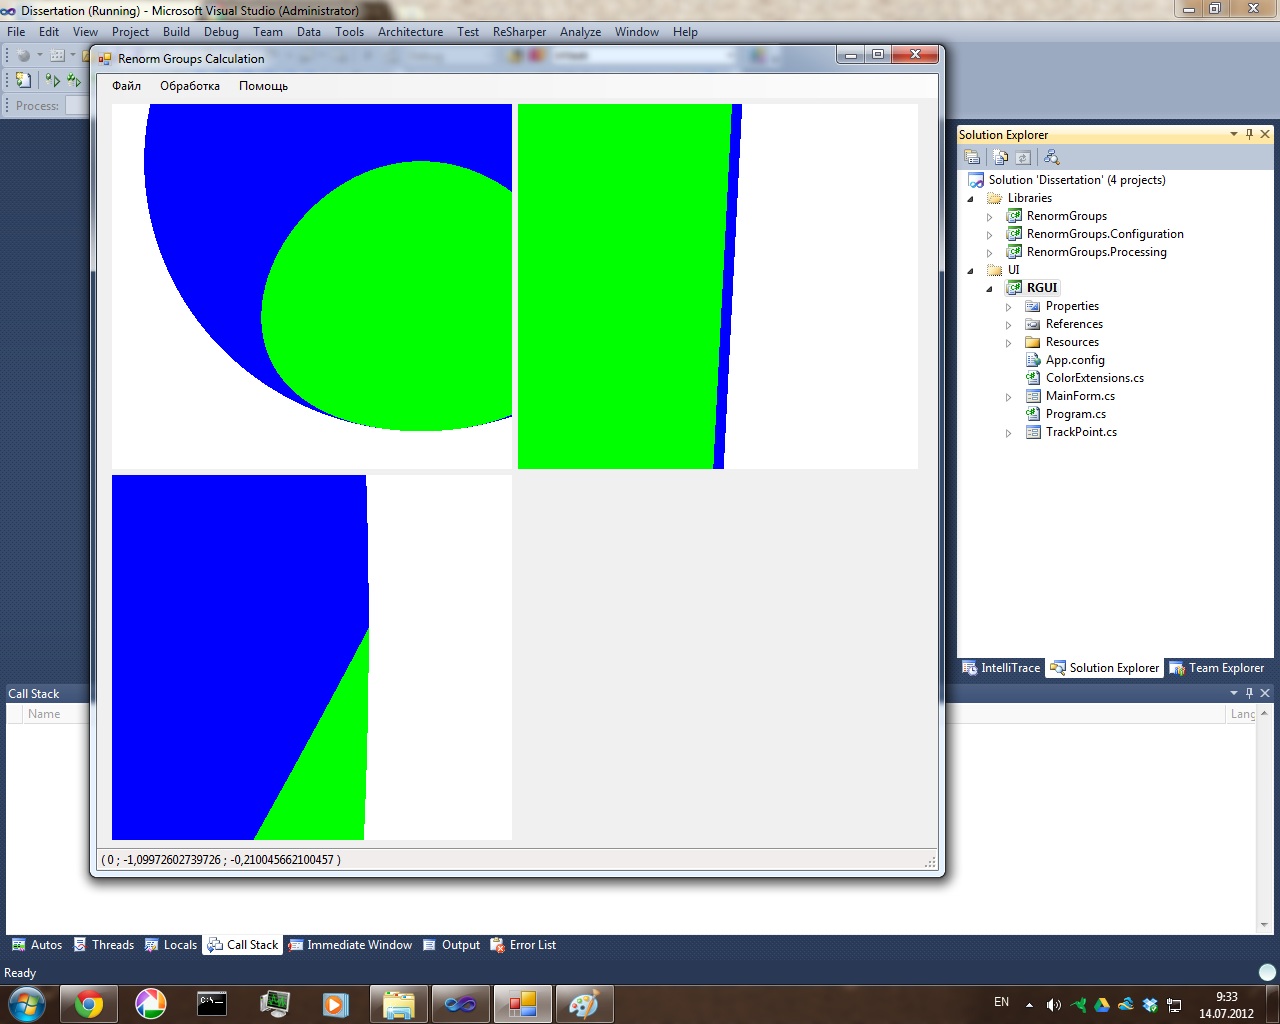 Dissertation (Running) - Microsoft Visual Studio (Administrator)
File Edit View Project Build Debug Team Data Tools Architecture Test ReSharper Analyze Window Help
Process:
Renorm Groups Calculation
Файл Обработка Помощь
( 0 ; -1,09972602739726 ; -0,210045662100457 )
Solution Explorer
Solution 'Dissertation' (4 projects)
Libraries
RenormGroups
RenormGroups.Configuration
RenormGroups.Processing
UI
RGUI
Properties
References
Resources
App.config
ColorExtensions.cs
MainForm.cs
Program.cs
TrackPoint.cs
IntelliTrace Solution Explorer Team Explorer
Call Stack
Name Lang
Autos Threads Locals Call Stack Immediate Window Output Error List
Ready
C:\
EN
9:33
14.07.2012